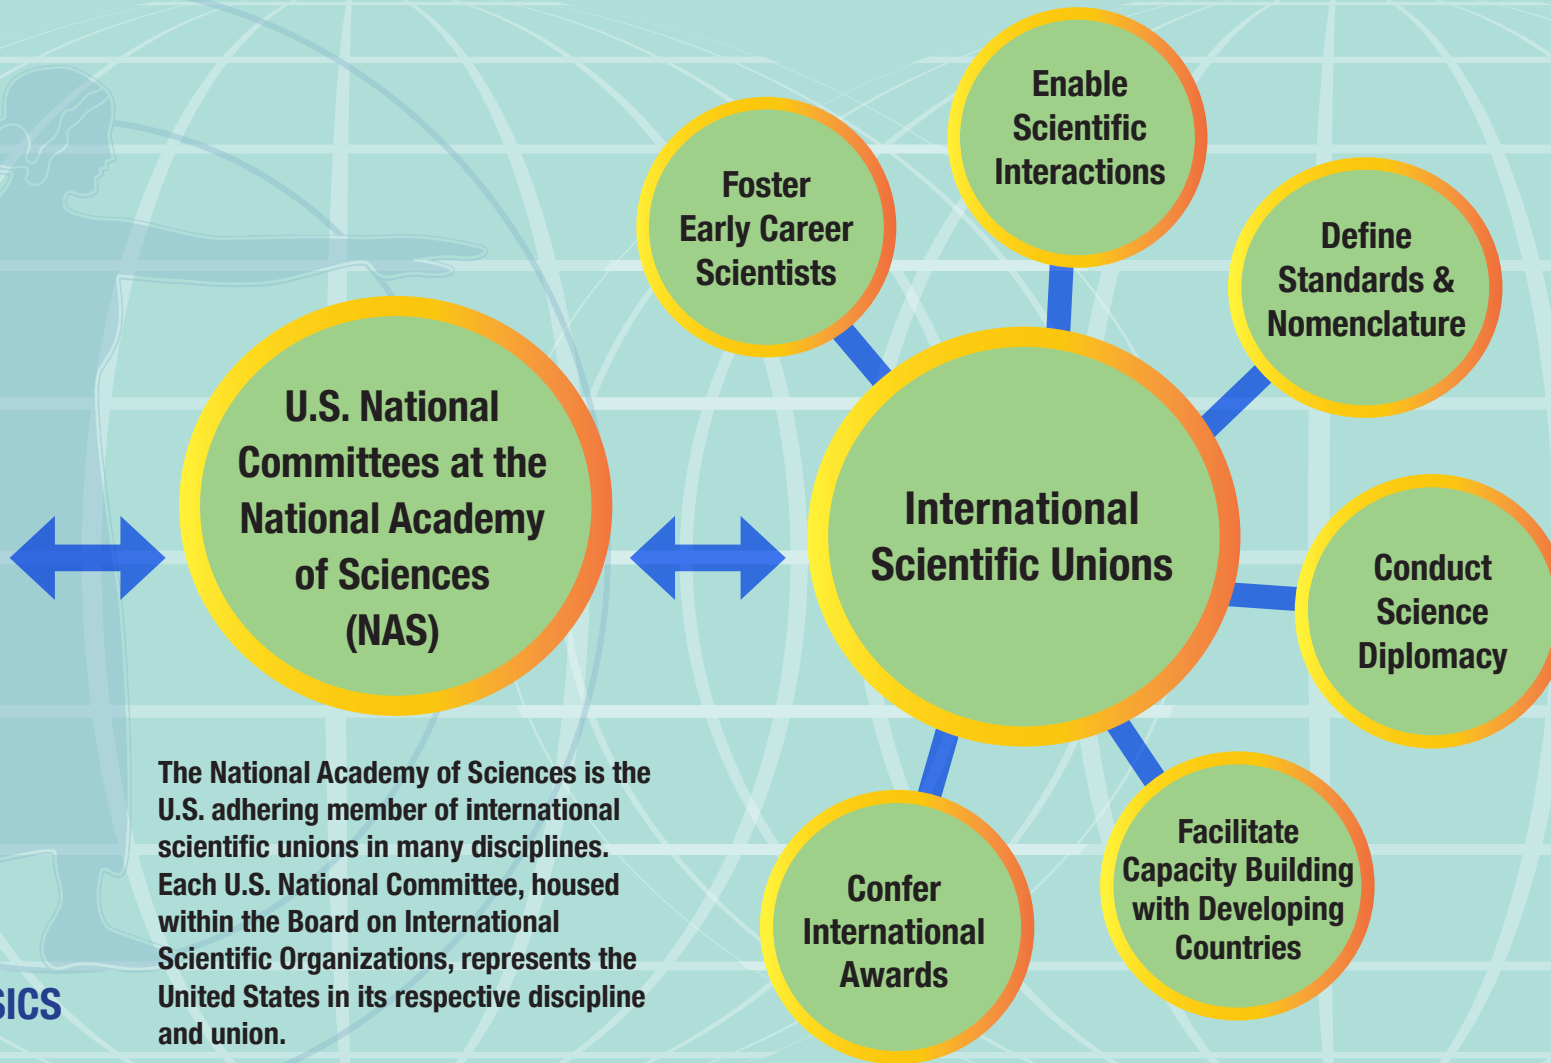 U.S. National
Committees at the
National Academy
of Sciences
(NAS)
Foster
Early Career
Scientists
Enable
Scientific
Interactions
Define
Standards &
Nomenclature
International
Scientific Unions
Conduct
Science
Diplomacy
Facilitate
Capacity Building
with Developing
Countries
Confer
International
Awards
The National Academy of Sciences is the
U.S. adhering member of international
scientific unions in many disciplines.
Each U.S. National Committee, housed
within the Board on International
Scientific Organizations, represents the
United States in its respective discipline
and union.
SICS